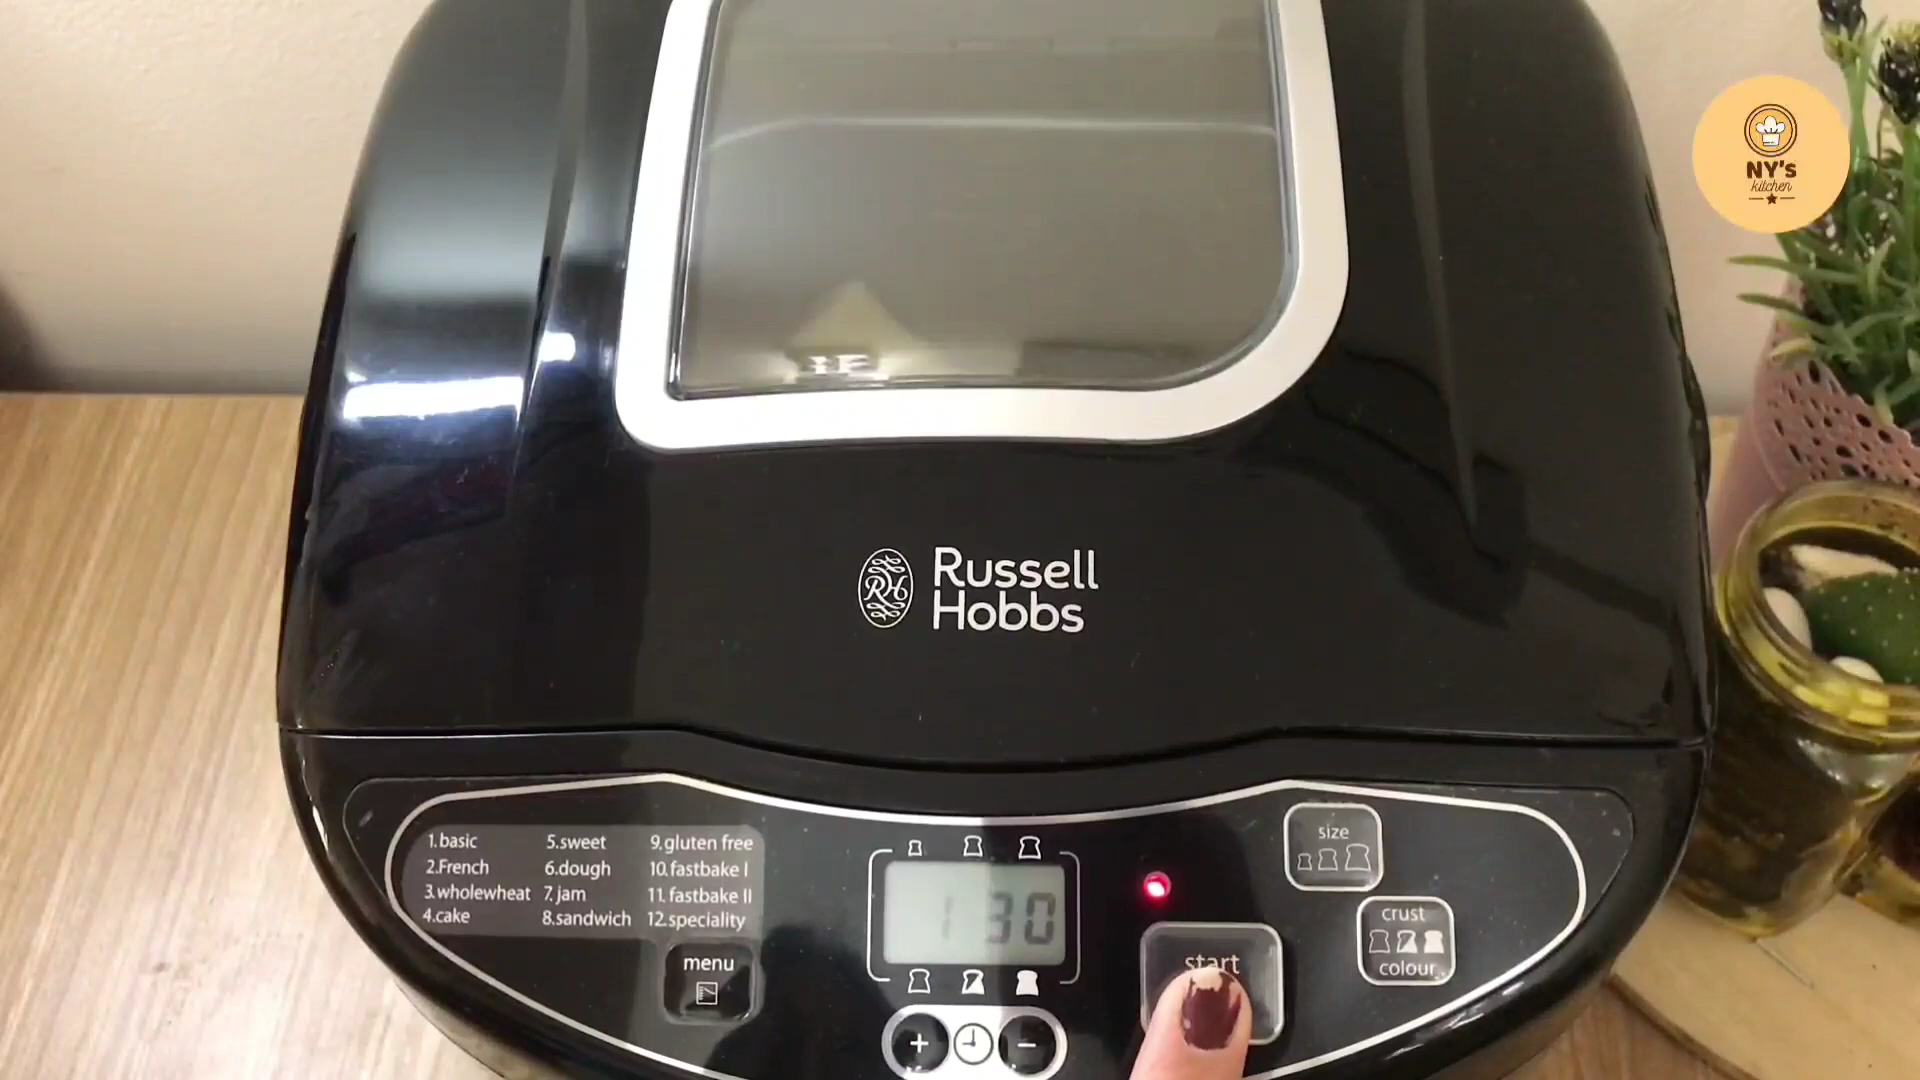 NY's
kitchen
RH
Russell
Hobbs
1.basic
2.French
3.wholewheat
4.cake
5.sweet
6.dough
7.jam
8.sandwich
9.gluten free
10.fastbake I
11.fastbake II
12.speciality
menu
1 30
+
−
start
size
crust
colour